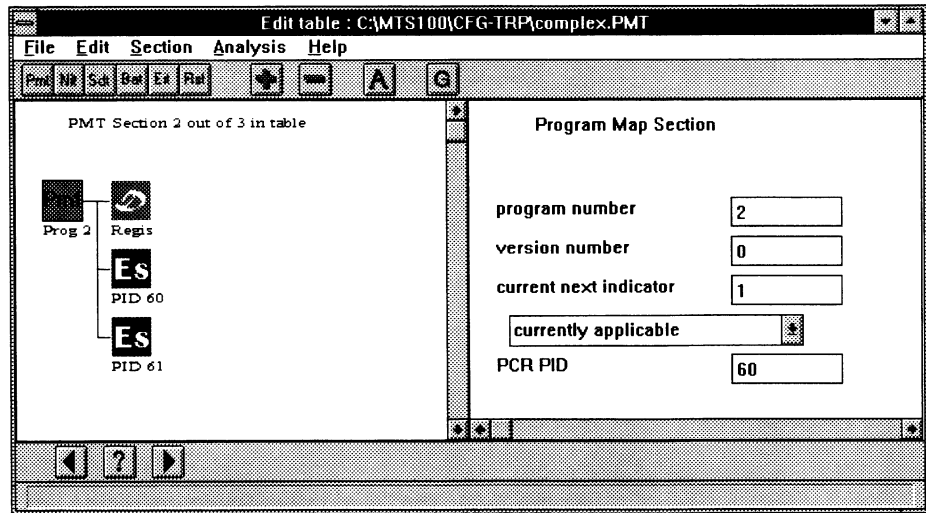 Edit table : C:\MTS100\CFG-TRP\complex.PMT
File Edit Section Analysis Help
Pmt Nit Sdt Bat Es Rst A G
PMT Section 2 out of 3 in table
Pmt
Prog 2 Regis
Es
PID 60
Es
PID 61
Program Map Section
program number 2
version number 0
current next indicator 1
currently applicable
PCR PID 60
?